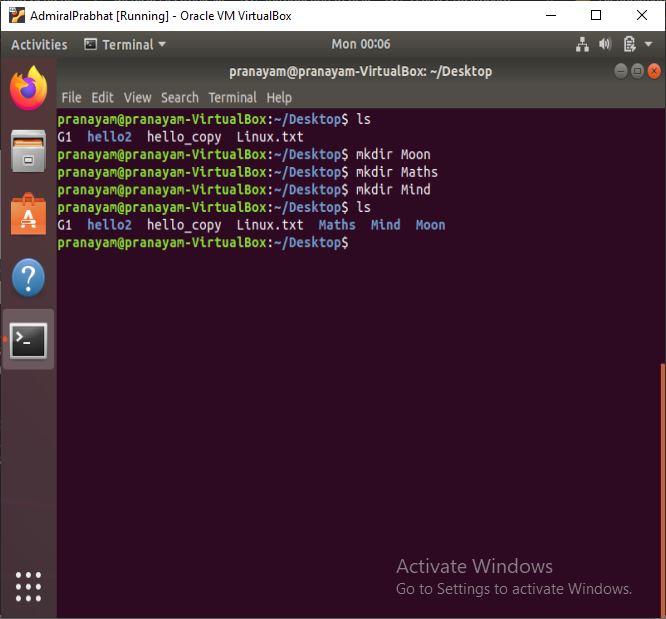 AdmiralPrabhat [Running] - Oracle VM VirtualBox
Activities Terminal Mon 00:06
pranayam@pranayam-VirtualBox: ~/Desktop
File Edit View Search Terminal Help
pranayam@pranayam-VirtualBox:~/Desktop$ ls
G1 hello2 hello_copy Linux.txt
pranayam@pranayam-VirtualBox:~/Desktop$ mkdir Moon
pranayam@pranayam-VirtualBox:~/Desktop$ mkdir Maths
pranayam@pranayam-VirtualBox:~/Desktop$ mkdir Mind
pranayam@pranayam-VirtualBox:~/Desktop$ ls
G1 hello2 hello_copy Linux.txt Maths Mind Moon
pranayam@pranayam-VirtualBox:~/Desktop$
Activate Windows
Go to Settings to activate Windows.